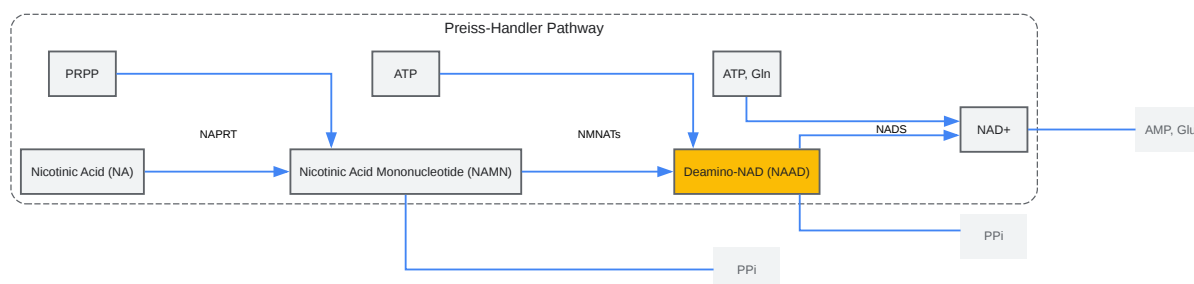 Preiss-Handler Pathway
PRPP
ATP
ATP, Gln
NAPRT
NMNATs
NADS
NAD+
AMP, Glu
Nicotinic Acid (NA)
Nicotinic Acid Mononucleotide (NAMN)
Deamino-NAD (NAAD)
PPi
PPi